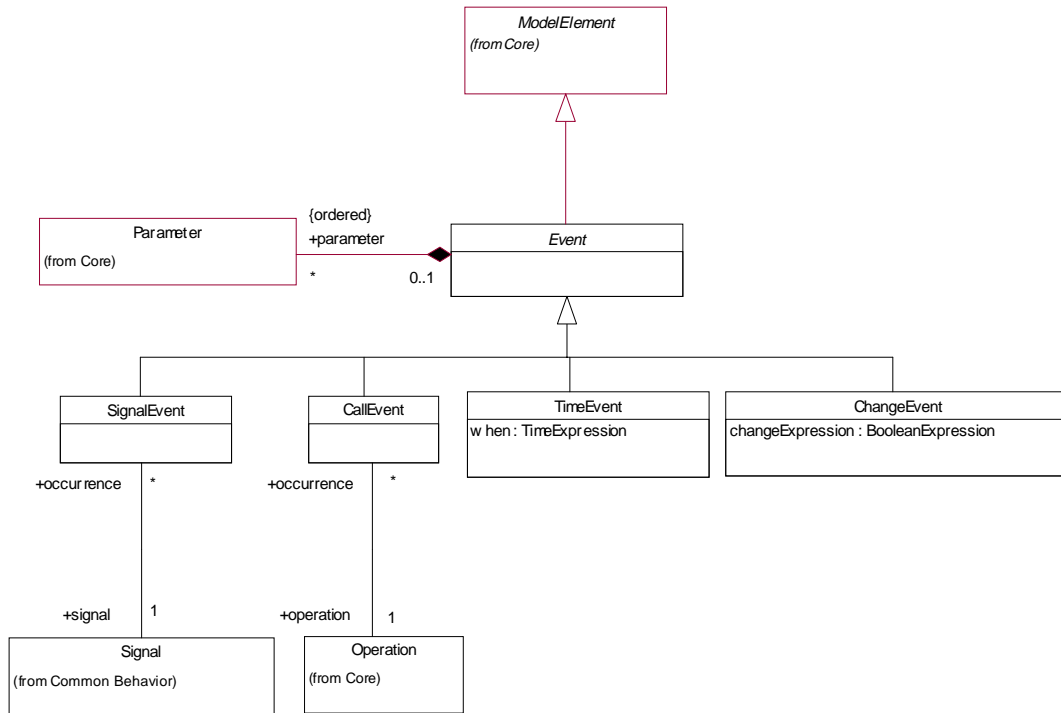 ModelElement
(from Core)
{ordered}
+parameter
Parameter
(from Core)
*
0..1
Event
SignalEvent
CallEvent
TimeEvent
when : TimeExpression
ChangeEvent
changeExpression : BooleanExpression
+occurrence
*
+occurrence
*
+signal
1
+operation
1
Signal
(from Common Behavior)
Operation
(from Core)